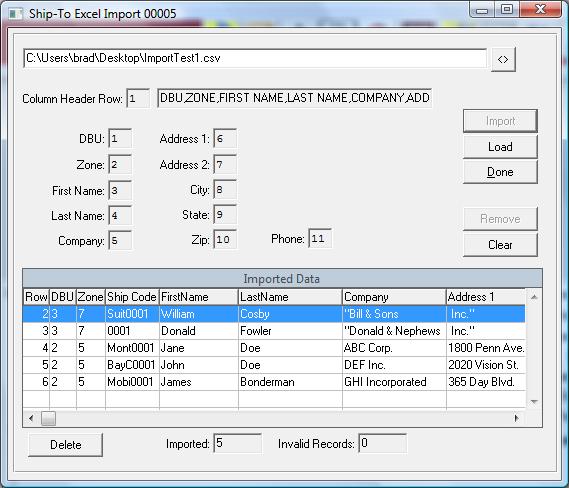 Ship-To Excel Import 00005
C:\Users\brad\Desktop\ImportTest1.csv
<>
Column Header Row: 1 DBU,ZONE,FIRST NAME,LAST NAME,COMPANY,ADD
Import
Load
Done
Remove
Clear
DBU: 1 Address 1: 6
Zone: 2 Address 2: 7
First Name: 3 City: 8
Last Name: 4 State: 9
Company: 5 Zip: 10 Phone: 11
Imported Data
Row DBU Zone Ship Code FirstName LastName Company Address 1
2 3 7 Suit0001 William Cosby "Bill & Sons Inc."
3 3 7 0001 Donald Fowler "Donald & Nephews Inc."
4 2 5 Mont0001 Jane Doe ABC Corp. 1800 Penn Ave.
5 2 5 BayC0001 John Doe DEF Inc. 2020 Vision St.
6 2 5 Mobi0001 James Bonderman GHI Incorporated 365 Day Blvd.
Delete Imported: 5 Invalid Records: 0